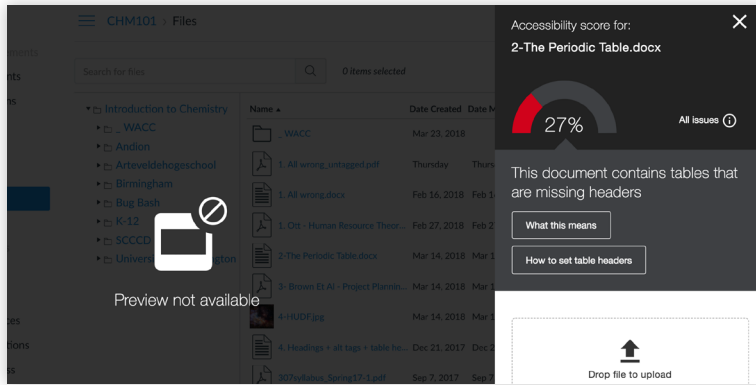 CHM101 › Files
Search for files
0 items selected
Introduction to Chemistry
_ WACC
Andion
Arteveldehogeschool
Birmingham
Bug Bash
K-12
SCCCD
Name
Date Created
_ WACC Mar 23, 2018
1. All wrong_untagged.pdf Thursday
1. All wrong.docx Feb 16, 2018
1. Ott - Human Resource Theor... Feb 27, 2018
2-The Periodic Table.docx Mar 14, 2018
3- Brown Et Al - Project Plannin... Mar 14, 2018
4-HUDF.jpg Mar 14, 2018
4. Headings + alt tags + table he... Dec 21, 2017
307syllabus_Spring17-1.pdf Sep 7, 2017
Preview not available
Accessibility score for:
2-The Periodic Table.docx
27%
All issues
This document contains tables that
are missing headers
What this means
How to set table headers
Drop file to upload